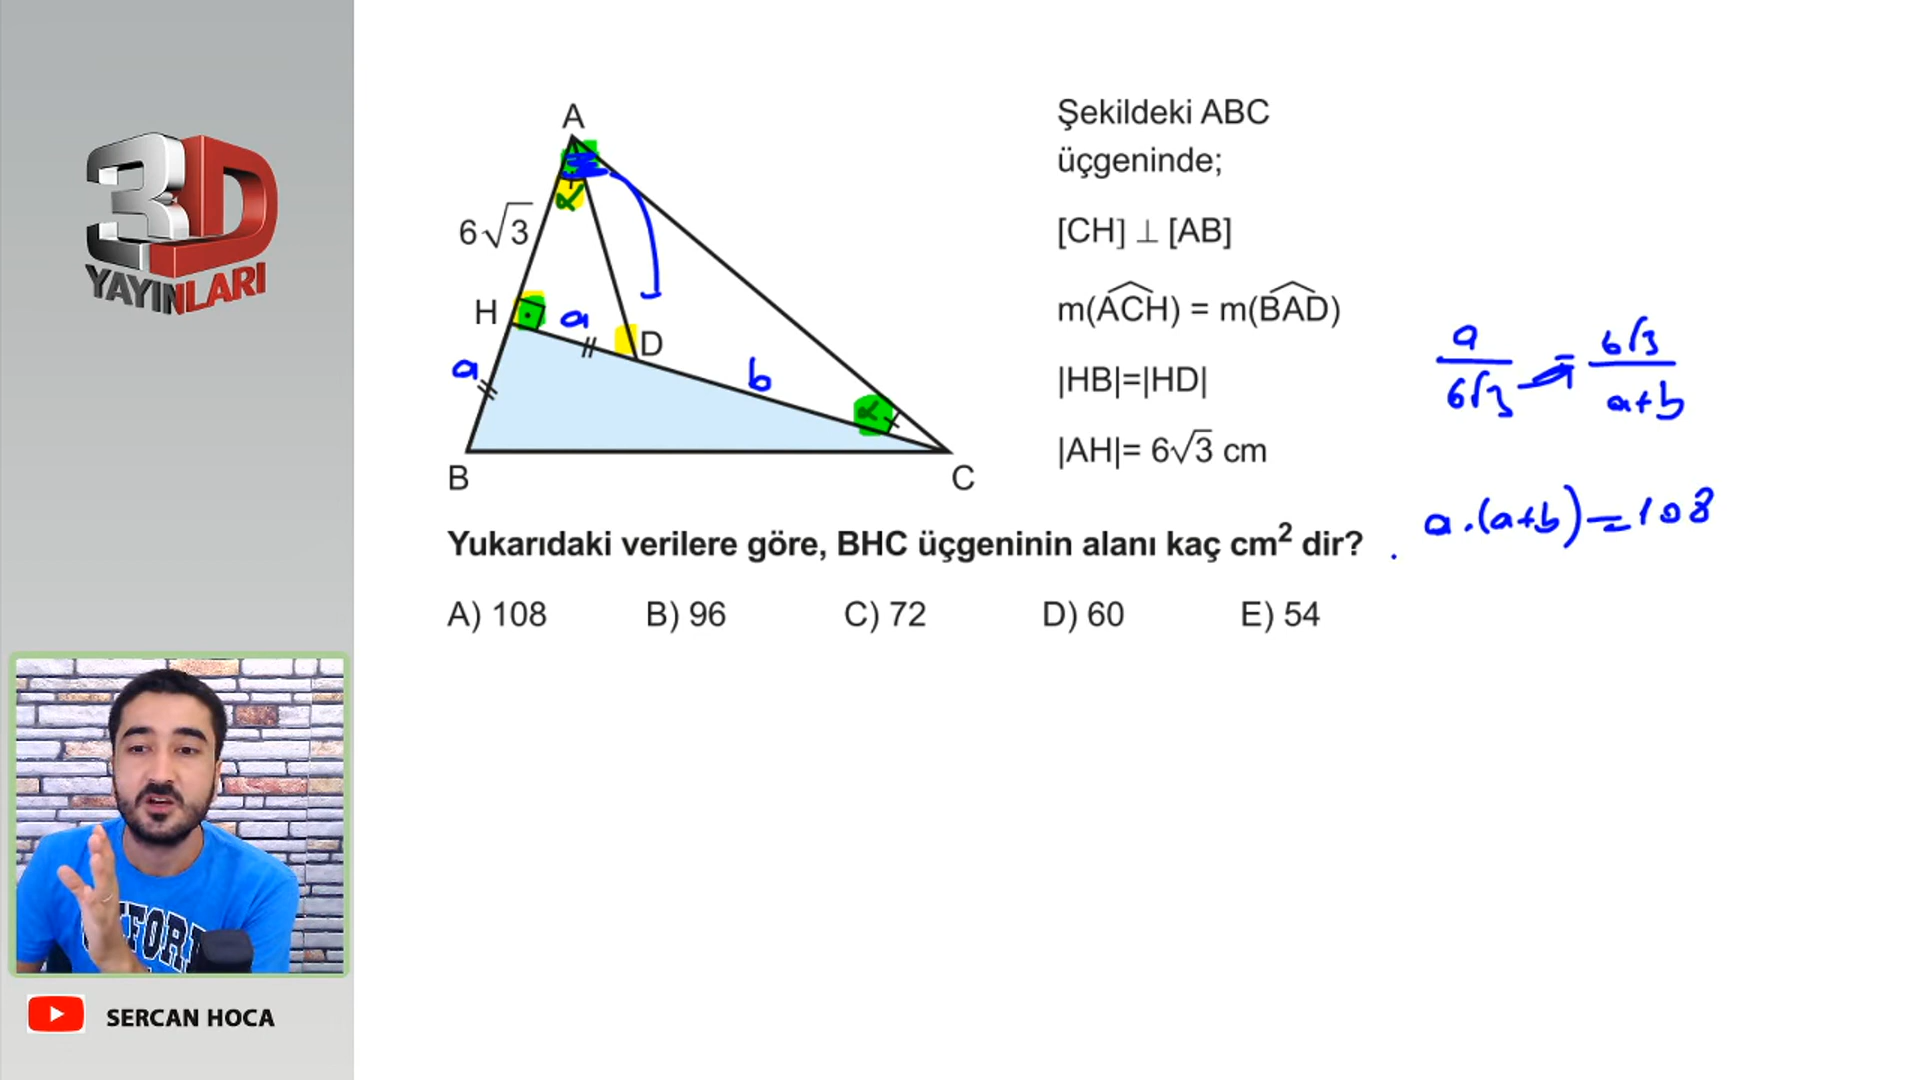 3D
YAYINLARI
A
α
6√3
H
a
D
a
b
α
B
C
Şekildeki ABC
üçgeninde;
[CH] ⊥ [AB]
m(ACH) = m(BAD)
|HB|=|HD|
|AH|= 6√3 cm
a/6√3 = 6√3/a+b
a.(a+b)=108
Yukarıdaki verilere göre, BHC üçgeninin alanı kaç cm² dir?
A) 108 B) 96 C) 72 D) 60 E) 54
SERCAN HOCA